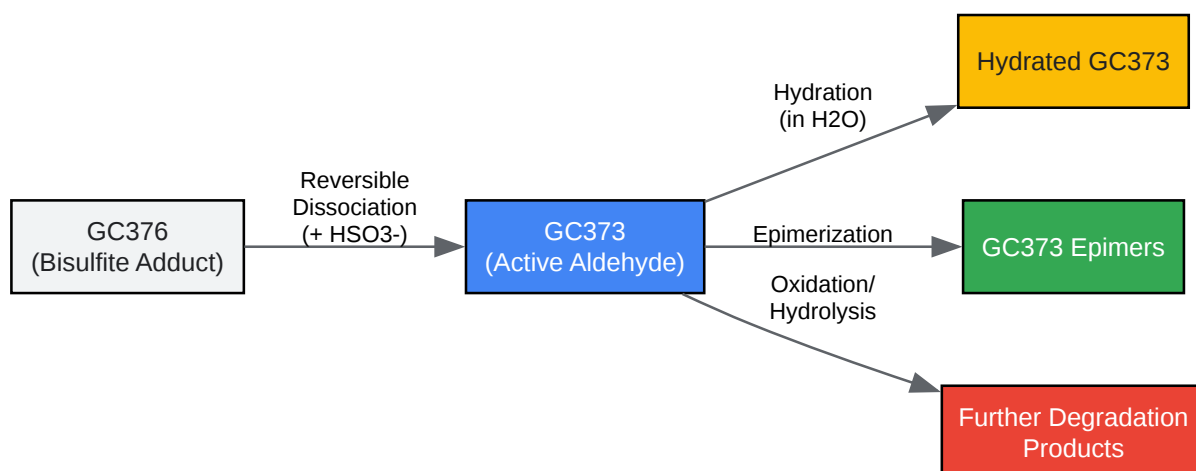 Hydrated GC373
Hydration
(in H2O)
Reversible
Dissociation
(+ HSO3-)
GC376
(Bisulfite Adduct)
GC373
(Active Aldehyde)
Epimerization
GC373 Epimers
Oxidation/
Hydrolysis
Further Degradation
Products